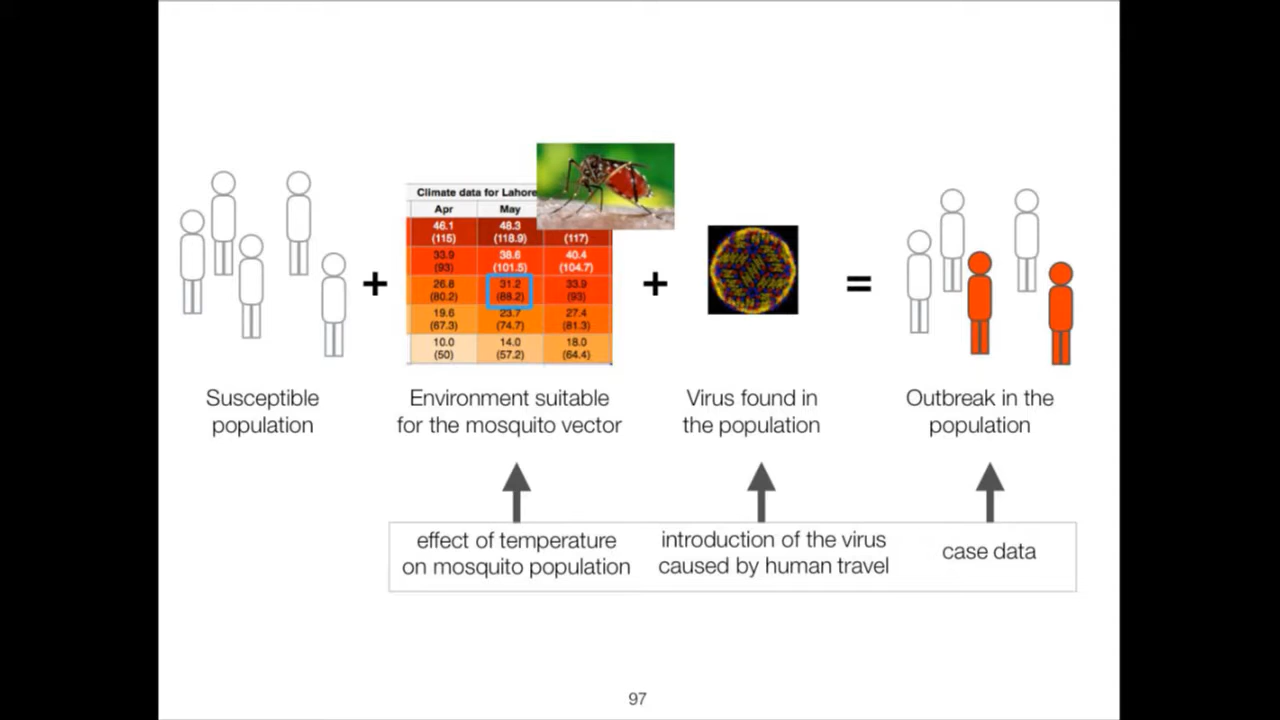 Climate data for Lahore
Apr May
46.1 48.3
(115) (118.9) (117)
33.9 38.6 40.4
(93) (101.5) (104.7)
26.8 31.2 33.9
(80.2) (88.2) (93)
19.6 23.7 27.4
(67.3) (74.7) (81.3)
10.0 14.0 18.0
(50) (57.2) (64.4)
+
+
=
Susceptible
population
Environment suitable
for the mosquito vector
Virus found in
the population
Outbreak in the
population
effect of temperature
on mosquito population
introduction of the virus
caused by human travel
case data
97